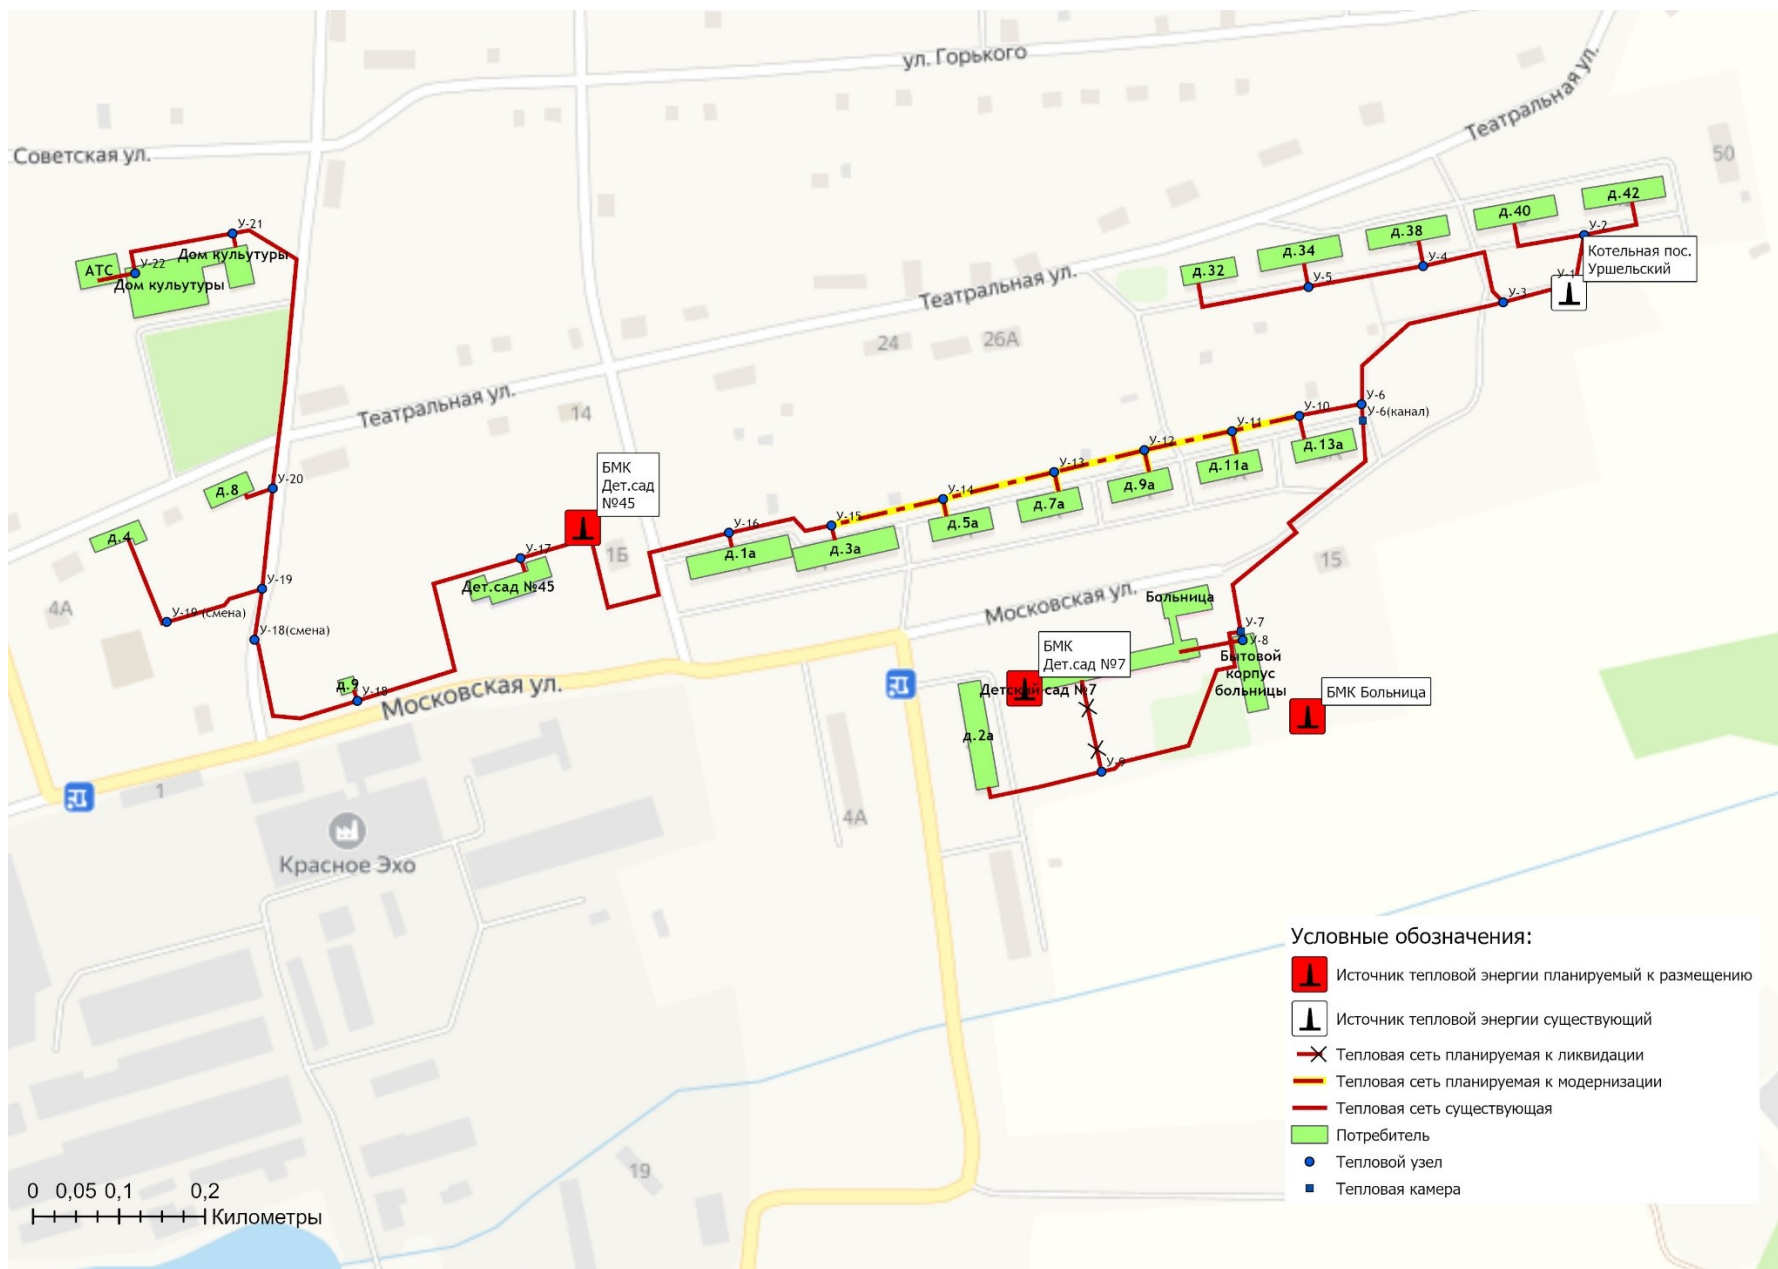 ул. Горького
Театральная ул.
Советская ул.
50
д.42
д.40
У-2
Котельная пос.
Уршельский
У-1
д.38
У-4
д.34
д.32
У-5
У-3
У-21
Дом кульутуры
АТС
У-22
Дом кульутуры
Театральная ул.
24
26А
Театральная ул.
14
У-6
У-6(канал)
У-10
д.13а
У-11
д.11а
У-12
д.9а
У-13
д.7а
У-14
д.5а
У-15
д.3а
У-16
д.1а
БМК
Дет.сад
№45
1Б
У-17
Дет.сад №45
д.8
У-20
д.4
У-19
4А
У-19 (смена)
У-18(смена)
д.9
У-18
Московская ул.
Московская ул.
15
Больница
У-7
У-8
БМК
Дет.сад №7
Бытовой
корпус
больницы
Детский сад №7
БМК Больница
д.2а
У-9
1
4А
Красное Эхо
19
Условные обозначения:
Источник тепловой энергии планируемый к размещению
Источник тепловой энергии существующий
Тепловая сеть планируемая к ликвидации
Тепловая сеть планируемая к модернизации
Тепловая сеть существующая
Потребитель
Тепловой узел
Тепловая камера
0 0,05 0,1 0,2
Километры